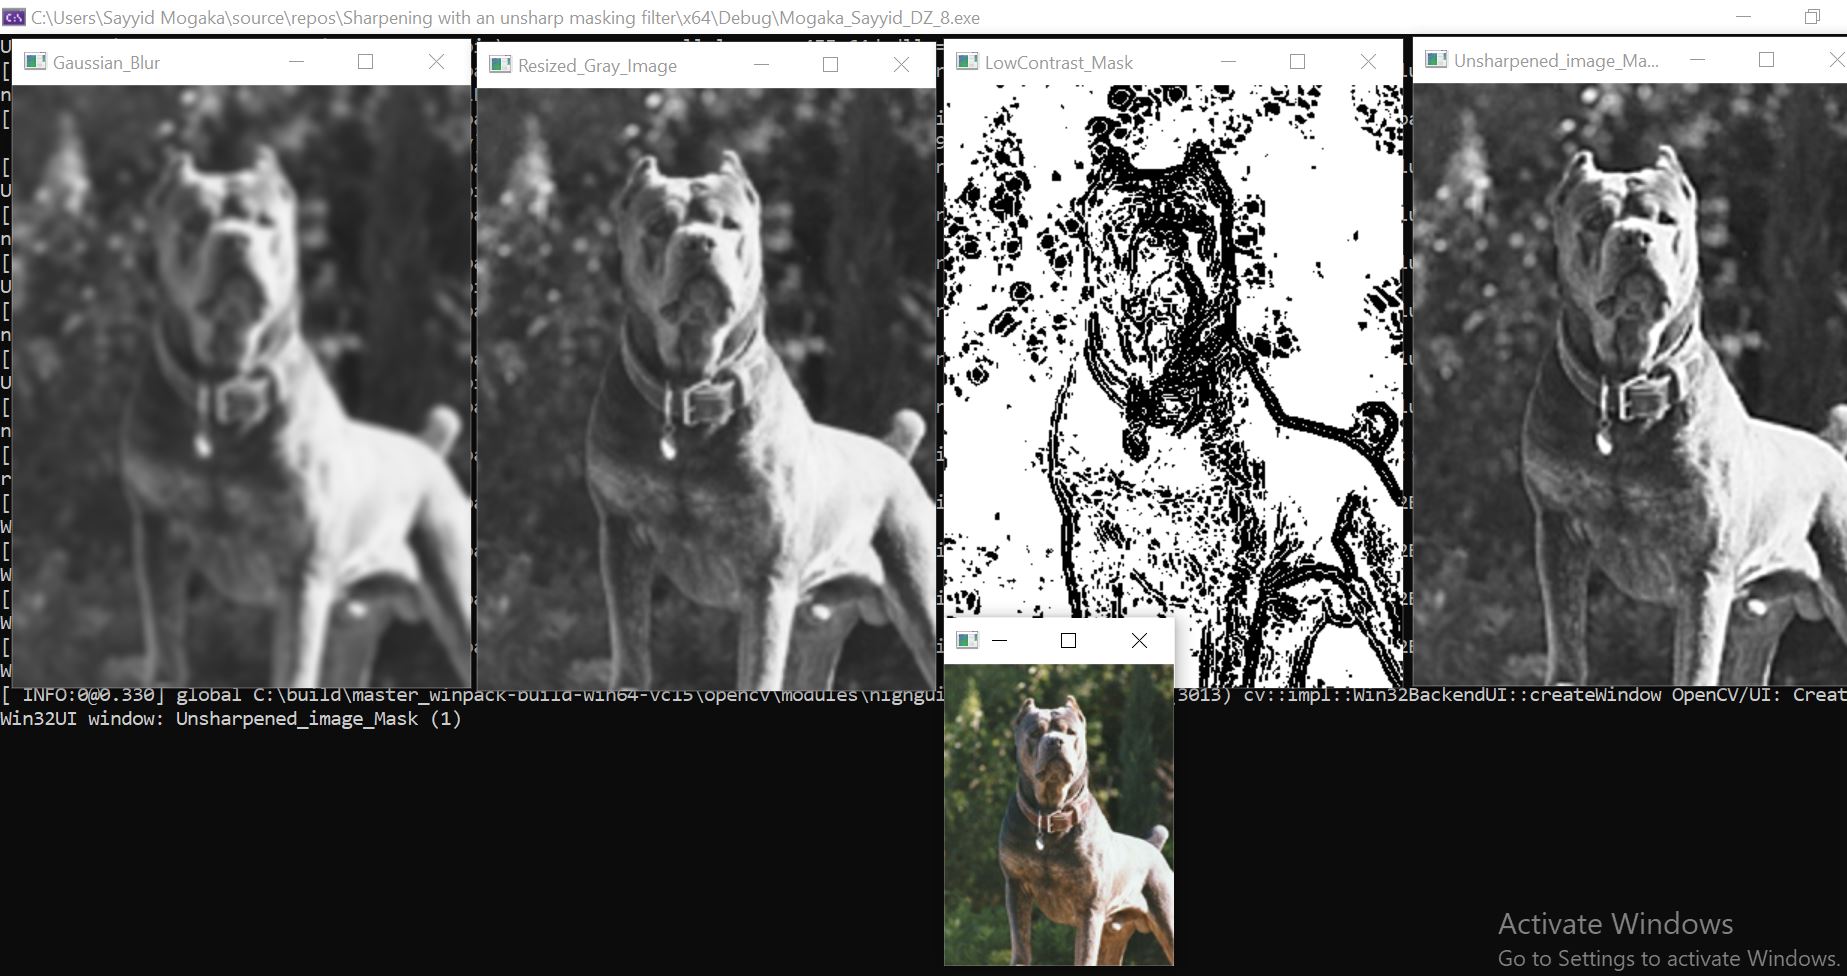 C:\Users\Sayyid Mogaka\source\repos\Sharpening with an unsharp masking filter\x64\Debug\Mogaka_Sayyid_DZ_8.exe
Gaussian_Blur
Resized_Gray_Image
LowContrast_Mask
Unsharpened_image_Ma...
[ INFO:0@0.330] global C:\build\master_winpack-build-win64-vc15\opencv\modules\highgui 3013) cv::impl::Win32BackendUI::createWindow OpenCV/UI: Creat
Win32UI window: Unsharpened_image_Mask (1)
Activate Windows
Go to Settings to activate Windows.